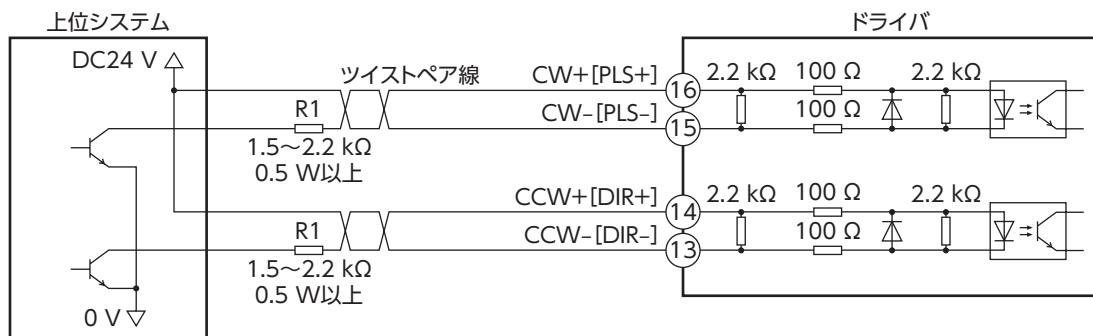 上位システム
ドライバ
DC24 V
ツイストペア線
CW+[PLS+]
16
2.2 kΩ
100 Ω
2.2 kΩ
R1
CW-[PLS-]
15
100 Ω
1.5～2.2 kΩ
0.5 W以上
CCW+[DIR+]
14
2.2 kΩ
100 Ω
2.2 kΩ
R1
CCW-[DIR-]
13
100 Ω
1.5～2.2 kΩ
0.5 W以上
0 V